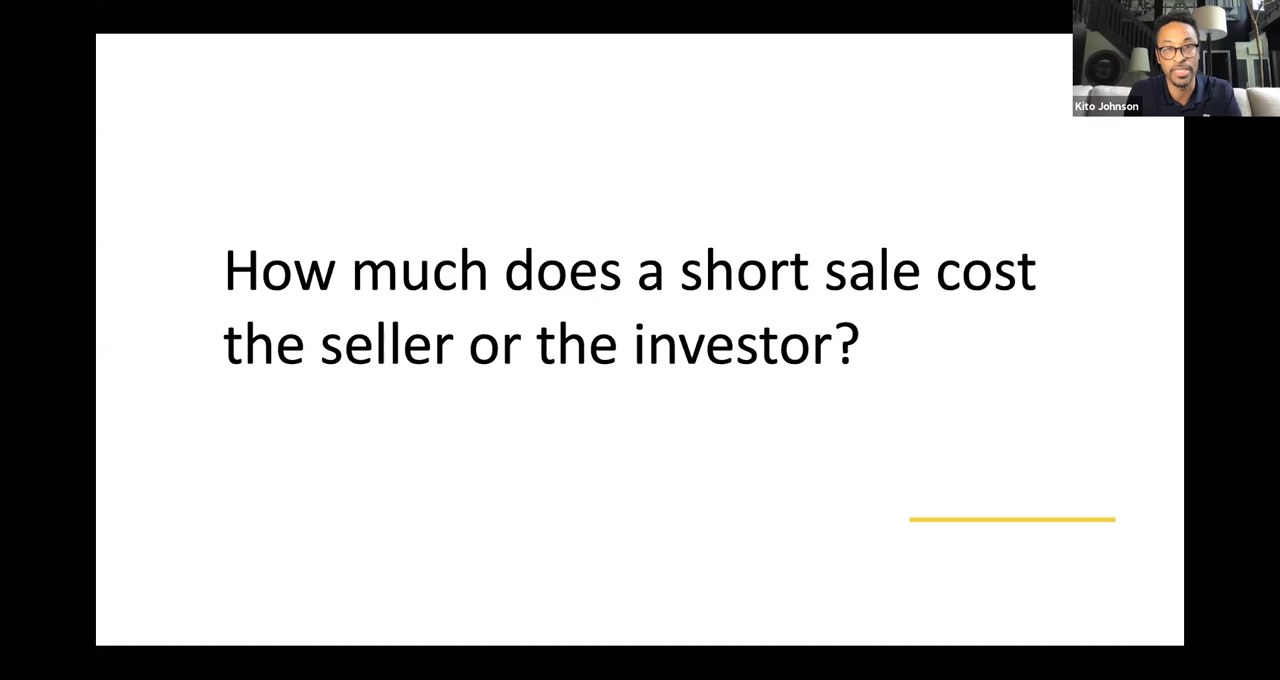 Kito Johnson
How much does a short sale cost
the seller or the investor?